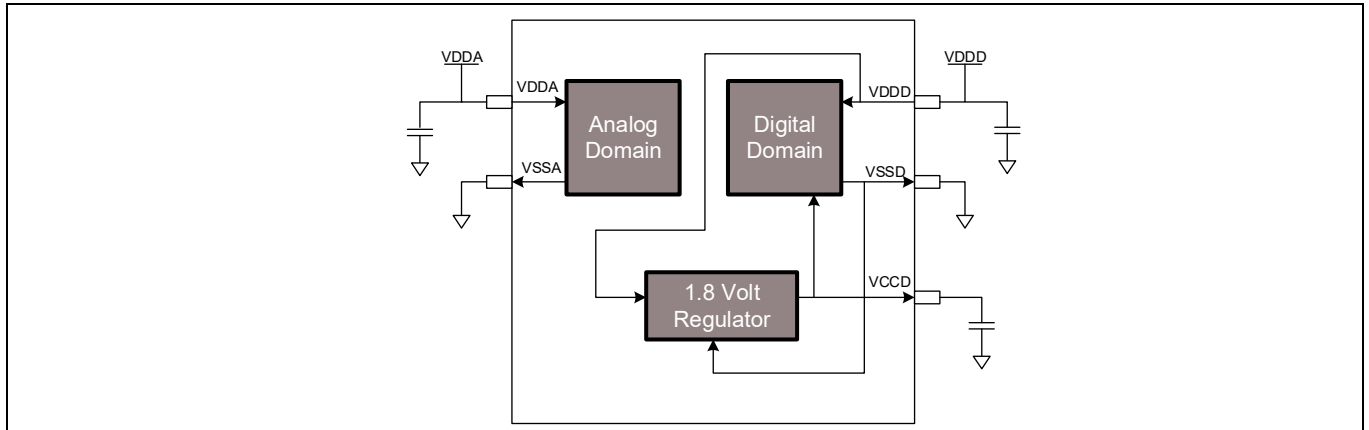 VDDA
VDDA
VSSA
Analog
Domain
Digital
Domain
VDDD
VDDD
VSSD
1.8 Volt
Regulator
VCCD